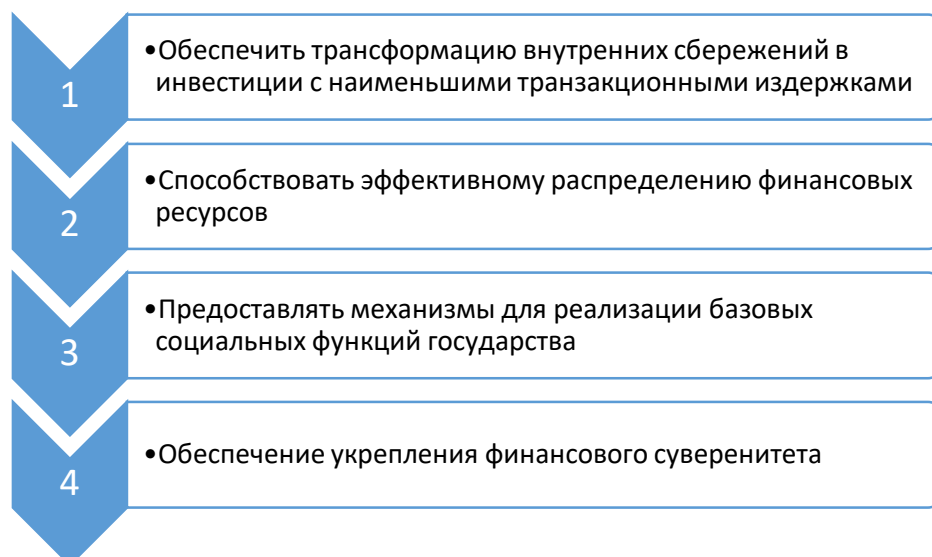 1
•Обеспечить трансформацию внутренних сбережений в
инвестиции с наименьшими транзакционными издержками
2
•Способствовать эффективному распределению финансовых
ресурсов
3
•Предоставлять механизмы для реализации базовых
социальных функций государства
4
•Обеспечение укрепления финансового суверенитета